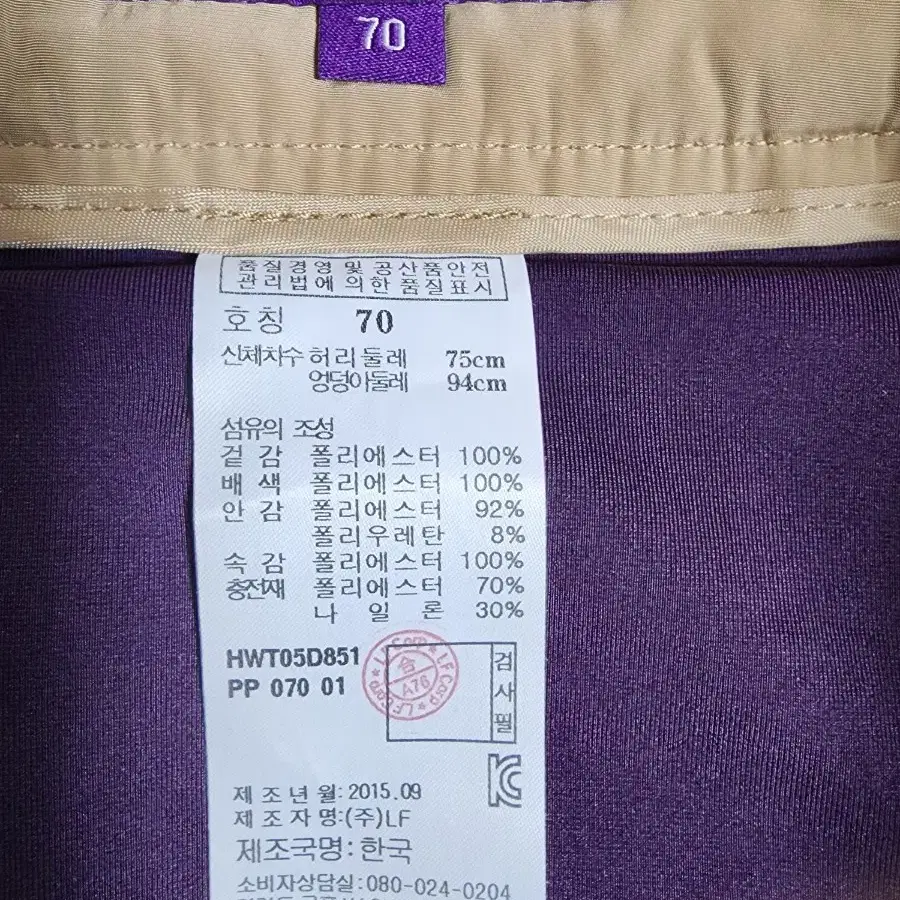 70
품질경영 및 공산품안전
관리법에 의한 품질표시
호칭 70
신체치수 허리둘레 75cm
엉덩이둘레 94cm
섬유의 조성
겉감 폴리에스터 100%
배색 폴리에스터 100%
안감 폴리에스터 92%
폴리우레탄 8%
속감 폴리에스터 100%
충전재 폴리에스터 70%
나일론 30%
HWT05D851
PP 070 01
LF Corp
合
A76
LF Corp
검사필
제조년월:2015.09
제조자명:(주)LF
제조국명:한국
소비자상담실:080-024-0204